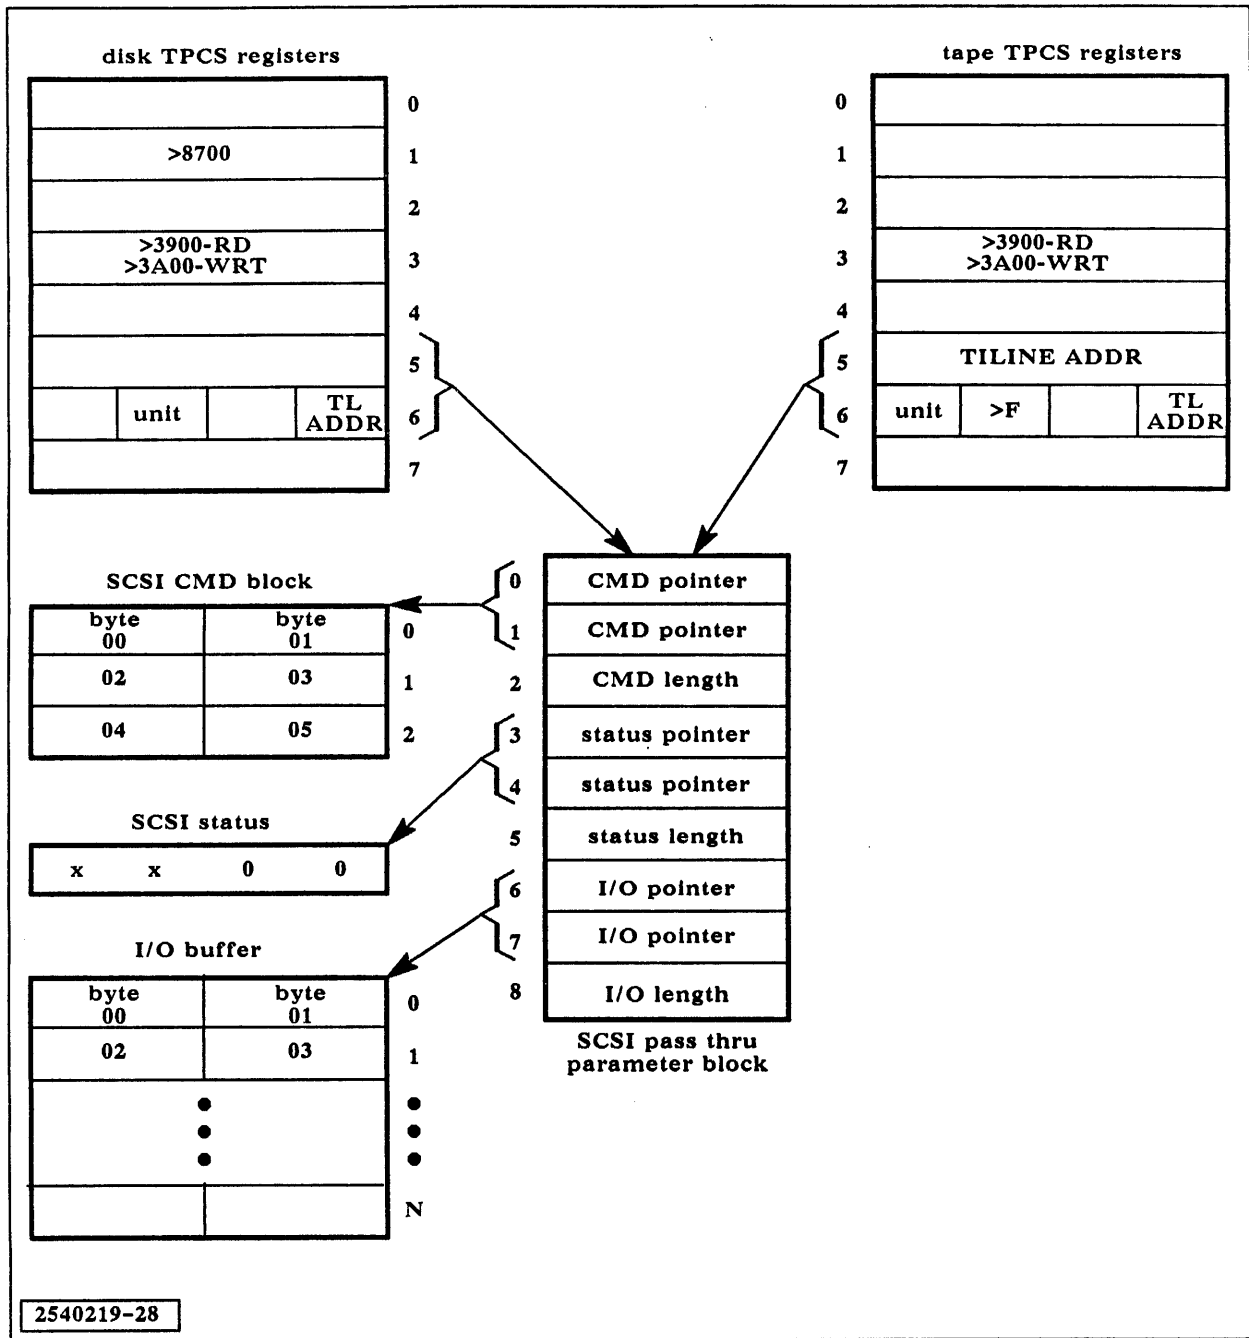 disk TPCS registers
0
>8700
1
2
>3900-RD
>3A00-WRT
3
4
5
unit
TL
ADDR
6
7
tape TPCS registers
0
1
2
>3900-RD
>3A00-WRT
3
4
TILINE ADDR
5
unit
>F
TL
ADDR
6
7
SCSI CMD block
byte
00
byte
01
0
02
03
1
04
05
2
SCSI status
x x 0 0
I/O buffer
byte
00
byte
01
0
02
03
1
N
0
CMD pointer
1
CMD pointer
2
CMD length
3
status pointer
4
status pointer
5
status length
6
I/O pointer
7
I/O pointer
8
I/O length
SCSI pass thru
parameter block
2540219-28